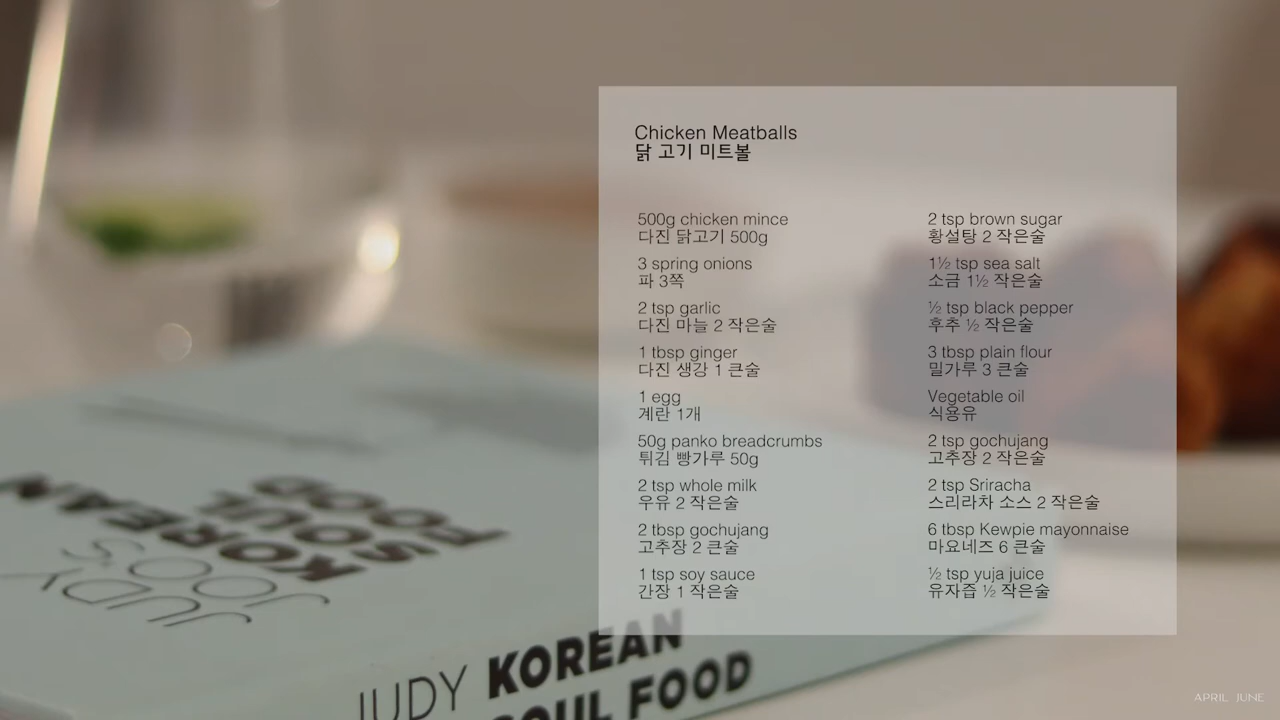 Chicken Meatballs
닭 고기 미트볼
500g chicken mince
다진 닭고기 500g
3 spring onions
파 3쪽
2 tsp garlic
다진 마늘 2 작은술
1 tbsp ginger
다진 생강 1 큰술
1 egg
계란 1개
50g panko breadcrumbs
튀김 빵가루 50g
2 tsp whole milk
우유 2 작은술
2 tbsp gochujang
고추장 2 큰술
1 tsp soy sauce
간장 1 작은술
2 tsp brown sugar
황설탕 2 작은술
1½ tsp sea salt
소금 1½ 작은술
½ tsp black pepper
후추 ½ 작은술
3 tbsp plain flour
밀가루 3 큰술
Vegetable oil
식용유
2 tsp gochujang
고추장 2 작은술
2 tsp Sriracha
스리라차 소스 2 작은술
6 tbsp Kewpie mayonnaise
마요네즈 6 큰술
½ tsp yuja juice
유자즙 ½ 작은술
JUDY
JOO'S
KOREAN
SOUL
FOOD
JUDY KOREAN
SOUL FOOD
APRIL JUNE